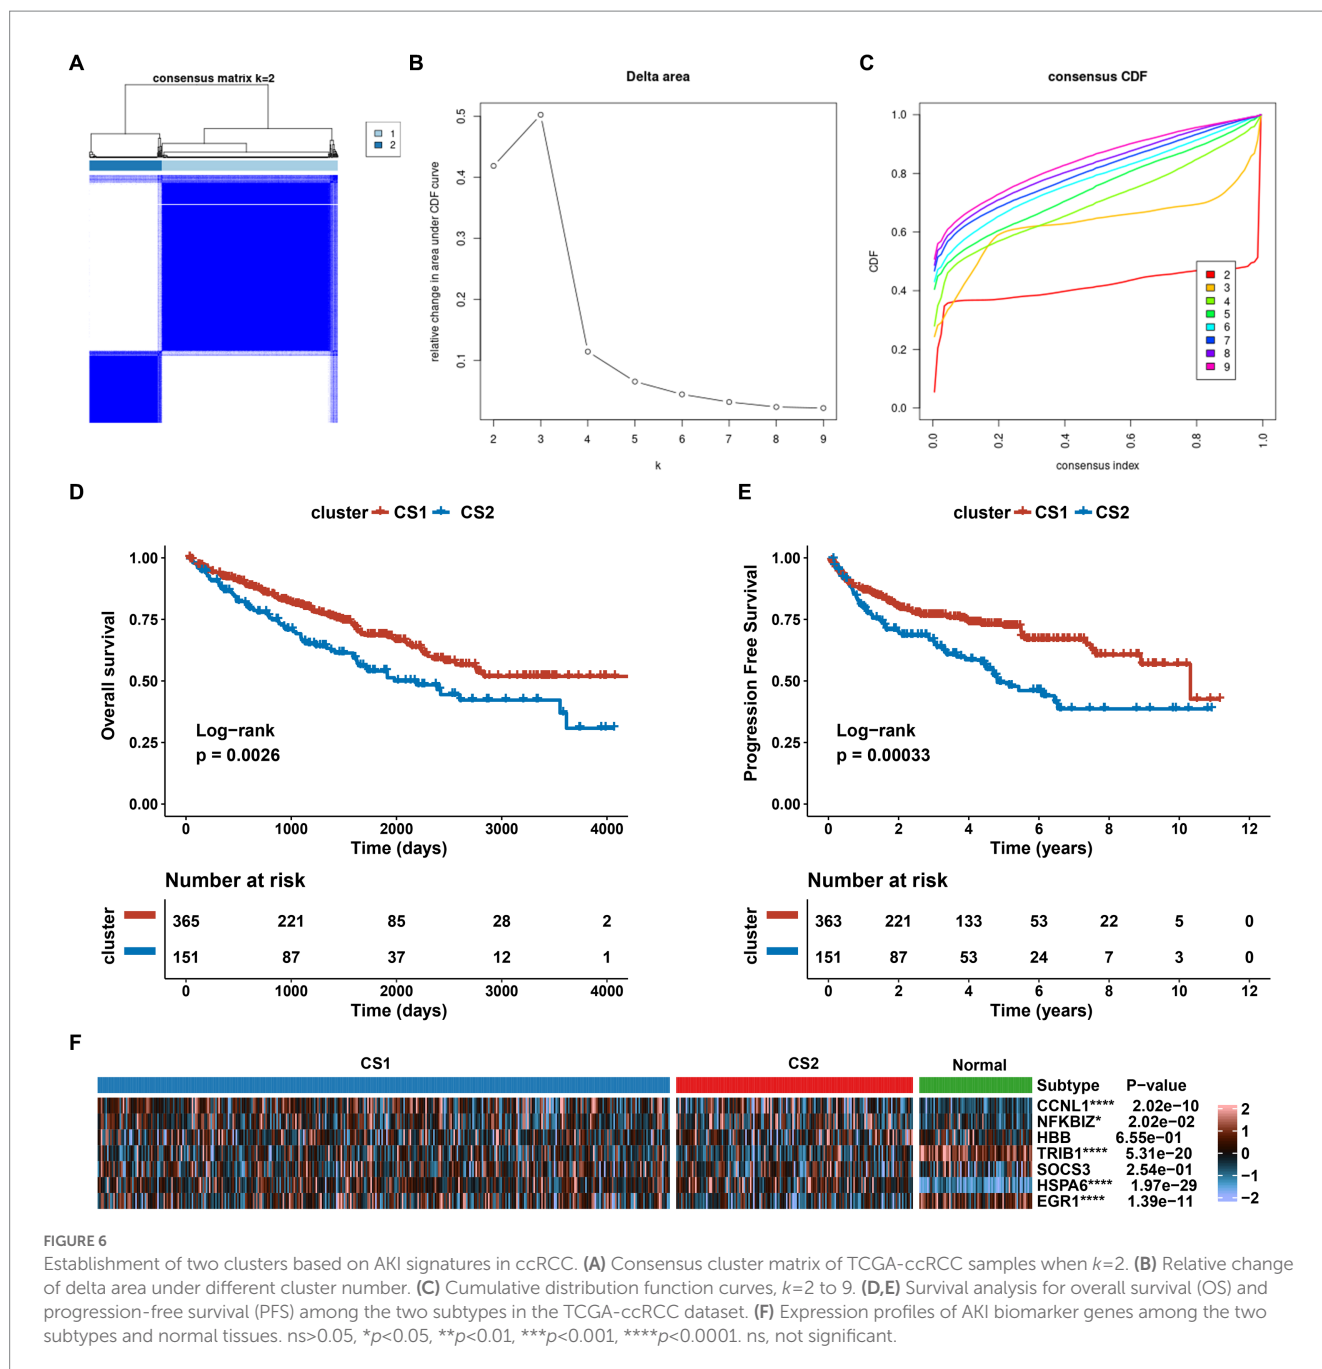 A
consensus matrix k=2
1
2
B
Delta area
relative change in area under CDF curve
0.5
0.4
0.3
0.2
0.1
2 3 4 5 6 7 8 9
k
C
consensus CDF
CDF
1.0
0.8
0.6
0.4
0.2
0.0
2
3
4
5
6
7
8
9
0.0 0.2 0.4 0.6 0.8 1.0
consensus index
D
cluster CS1 CS2
Overall survival
1.00
0.75
0.50
0.25
0.00
Log-rank
p = 0.0026
0 1000 2000 3000 4000
Time (days)
Number at risk
cluster
365 221 85 28 2
151 87 37 12 1
0 1000 2000 3000 4000
Time (days)
E
cluster CS1 CS2
Progression Free Survival
1.00
0.75
0.50
0.25
0.00
Log-rank
p = 0.00033
0 2 4 6 8 10 12
Time (years)
Number at risk
cluster
363 221 133 53 22 5 0
151 87 53 24 7 3 0
0 2 4 6 8 10 12
Time (years)
F
CS1 CS2 Normal
Subtype P-value
CCNL1**** 2.02e-10
NFKBIZ* 2.02e-02
HBB 6.55e-01
TRIB1**** 5.31e-20
SOCS3 2.54e-01
HSPA6**** 1.97e-29
EGR1**** 1.39e-11
2
1
0
-1
-2
FIGURE 6
Establishment of two clusters based on AKI signatures in ccRCC. (A) Consensus cluster matrix of TCGA-ccRCC samples when k=2. (B) Relative change
of delta area under different cluster number. (C) Cumulative distribution function curves, k=2 to 9. (D,E) Survival analysis for overall survival (OS) and
progression-free survival (PFS) among the two subtypes in the TCGA-ccRCC dataset. (F) Expression profiles of AKI biomarker genes among the two
subtypes and normal tissues. ns>0.05, *p<0.05, **p<0.01, ***p<0.001, ****p<0.0001. ns, not significant.